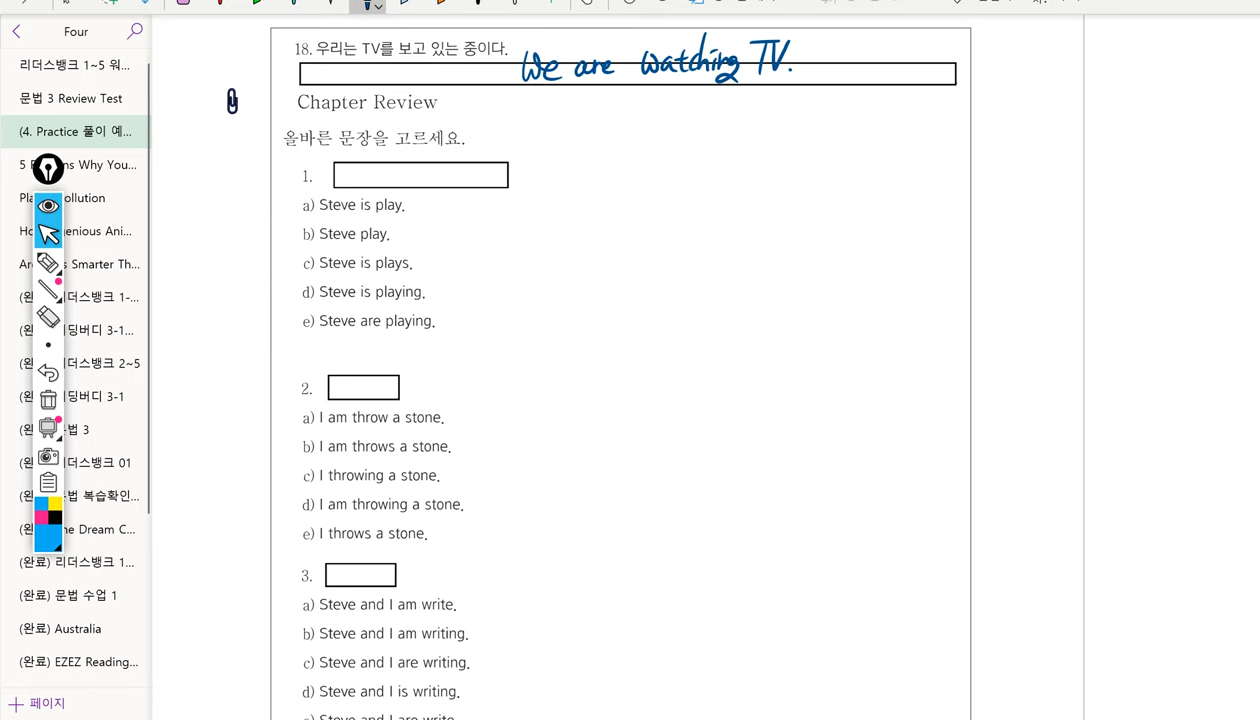 Four
리더스뱅크 1~5 워...
문법 3 Review Test
(4. Practice 풀이 예...
5 ns Why You...
Pla ollution
Ho enious Ani...
Ar s Smarter Th...
(완 더스뱅크 1-...
(완 딩버디 3-1...
(완 더스뱅크 2~5
(완 딩버디 3-1
(완 법 3
(완 더스뱅크 01
(완 법 복습확인...
(완 he Dream C...
(완료) 리더스뱅크 1...
(완료) 문법 수업 1
(완료) Australia
(완료) EZEZ Reading...
페이지
18. 우리는 TV를 보고 있는 중이다.
We are watching TV.
Chapter Review
올바른 문장을 고르세요.
1.
a) Steve is play.
b) Steve play.
c) Steve is plays.
d) Steve is playing.
e) Steve are playing.
2.
a) I am throw a stone.
b) I am throws a stone.
c) I throwing a stone.
d) I am throwing a stone.
e) I throws a stone.
3.
a) Steve and I am write.
b) Steve and I am writing.
c) Steve and I are writing.
d) Steve and I is writing.
e) Steve and I are write.